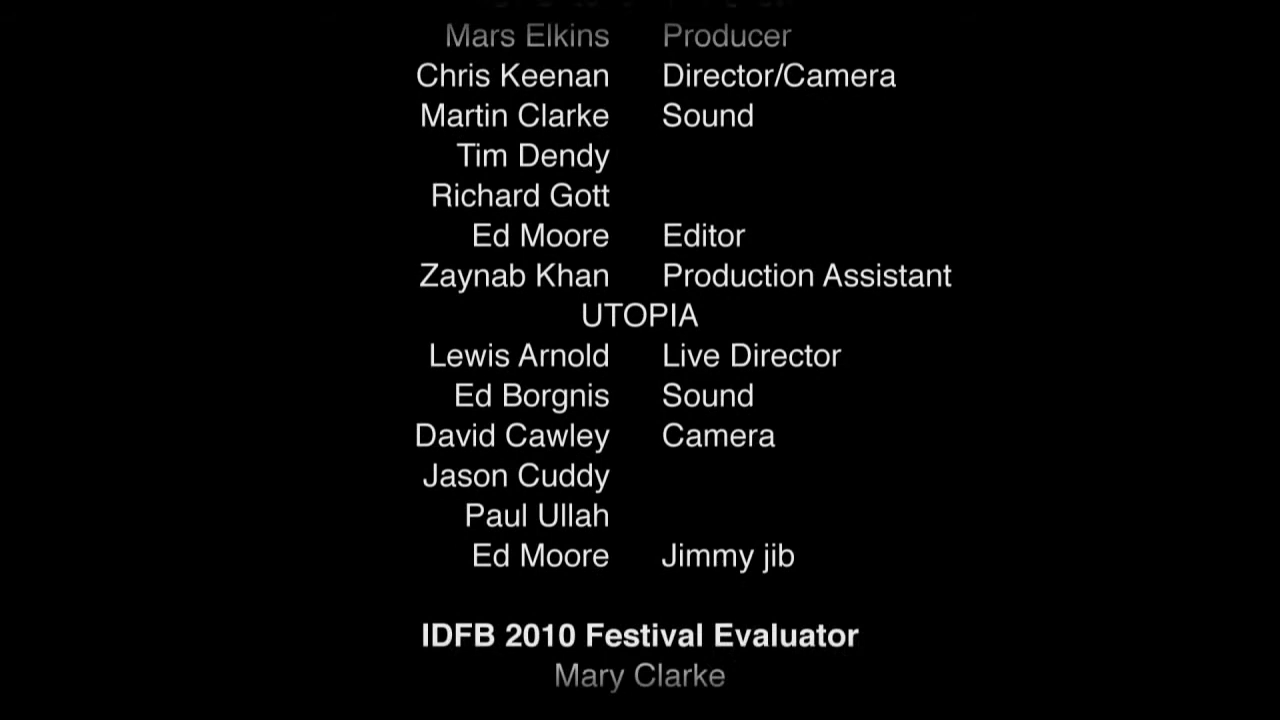 Mars Elkins Producer
Chris Keenan Director/Camera
Martin Clarke Sound
Tim Dendy
Richard Gott
Ed Moore Editor
Zaynab Khan Production Assistant
UTOPIA
Lewis Arnold Live Director
Ed Borgnis Sound
David Cawley Camera
Jason Cuddy
Paul Ullah
Ed Moore Jimmy jib
IDFB 2010 Festival Evaluator
Mary Clarke